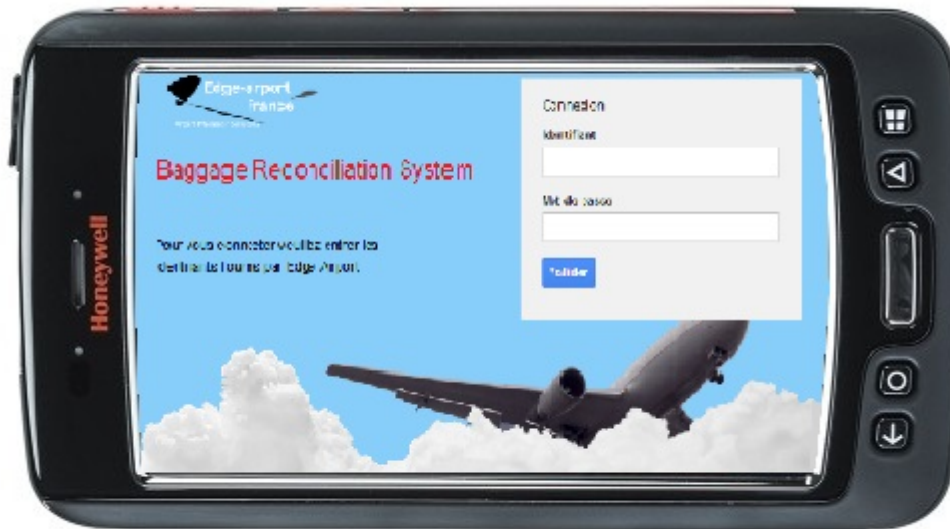 Honeywell
Edge-airport
France
Baggage Reconciliation System
Pour vous connecter veuillez entrer les
identifiants fournis par Edge Airport
Connexion
Identifiant
Mot de passe
Valider